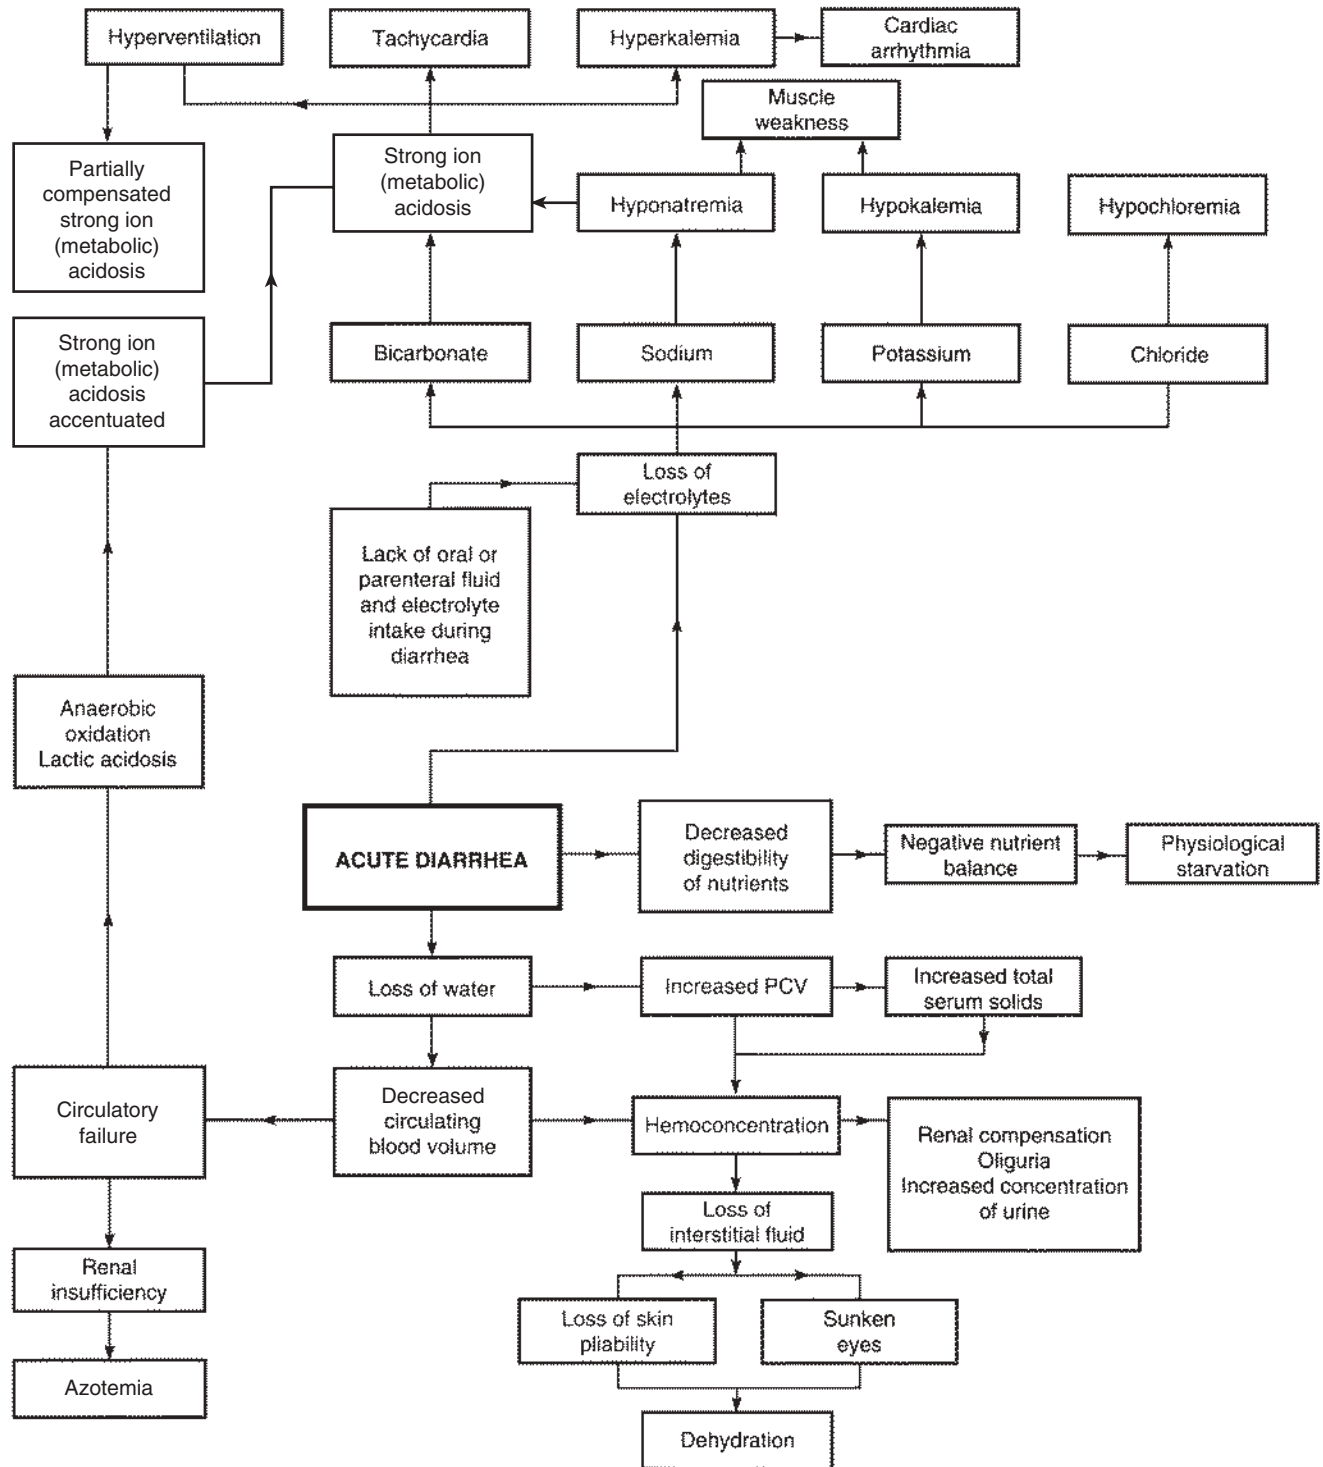 Hyperventilation
Tachycardia
Hyperkalemia
Cardiac
arrhythmia
Muscle
weakness
Partially
compensated
strong ion
(metabolic)
acidosis
Strong ion
(metabolic)
acidosis
Hyponatremia
Hypokalemia
Hypochloremia
Strong ion
(metabolic)
acidosis
accentuated
Bicarbonate
Sodium
Potassium
Chloride
Loss of
electrolytes
Lack of oral or
parenteral fluid
and electrolyte
intake during
diarrhea
Anaerobic
oxidation
Lactic acidosis
ACUTE DIARRHEA
Decreased
digestibility
of nutrients
Negative nutrient
balance
Physiological
starvation
Loss of water
Increased PCV
Increased total
serum solids
Circulatory
failure
Decreased
circulating
blood volume
Hemoconcentration
Renal compensation
Oliguria
Increased concentration
of urine
Loss of
interstitial fluid
Renal
insufficiency
Loss of skin
pliability
Sunken
eyes
Azotemia
Dehydration